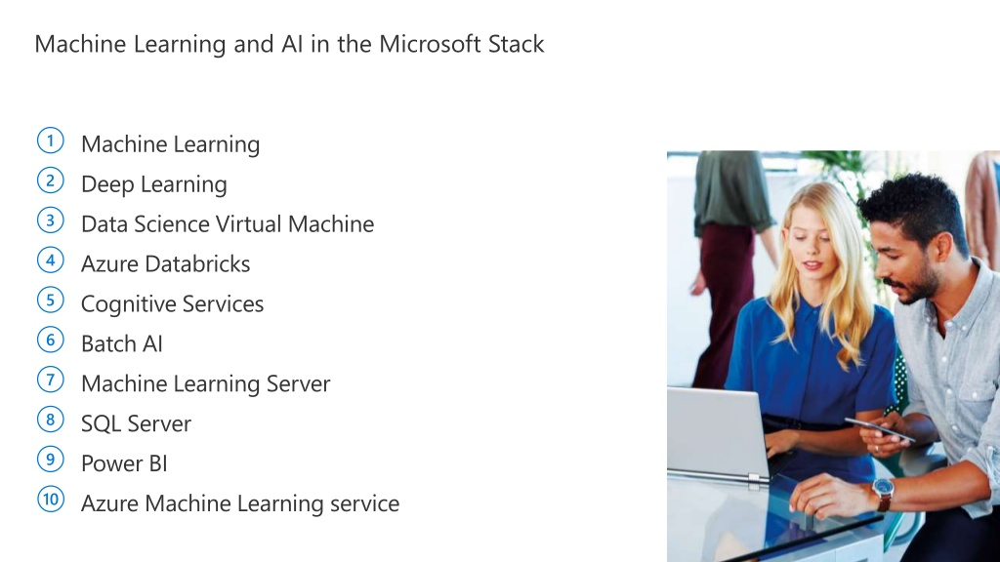 Machine Learning and AI in the Microsoft Stack
1 Machine Learning
2 Deep Learning
3 Data Science Virtual Machine
4 Azure Databricks
5 Cognitive Services
6 Batch AI
7 Machine Learning Server
8 SQL Server
9 Power BI
10 Azure Machine Learning service